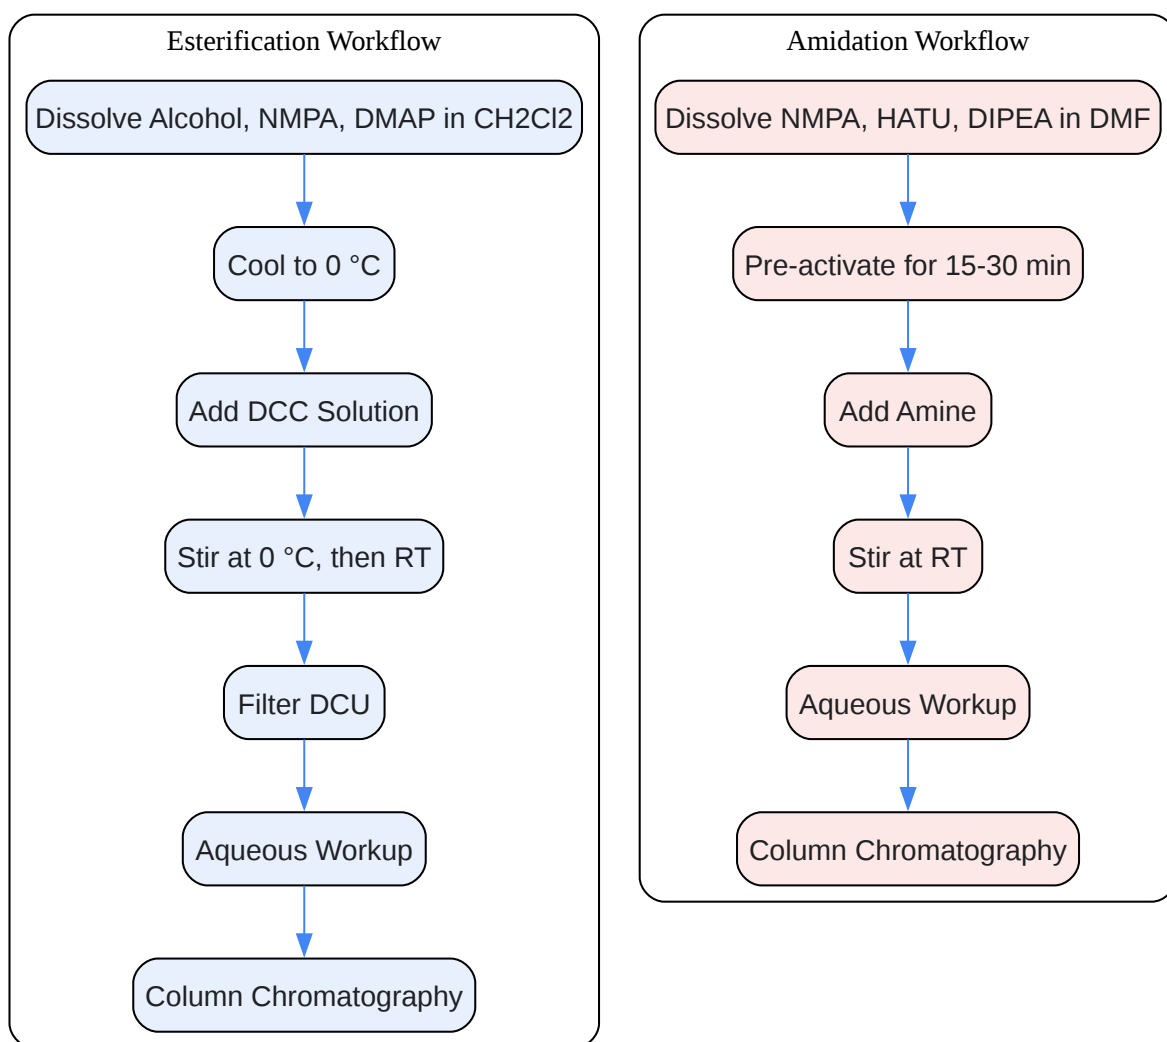 Esterification Workflow
Dissolve Alcohol, NMPA, DMAP in CH2Cl2
Cool to 0 °C
Add DCC Solution
Stir at 0 °C, then RT
Filter DCU
Aqueous Workup
Column Chromatography
Amidation Workflow
Dissolve NMPA, HATU, DIPEA in DMF
Pre-activate for 15-30 min
Add Amine
Stir at RT
Aqueous Workup
Column Chromatography